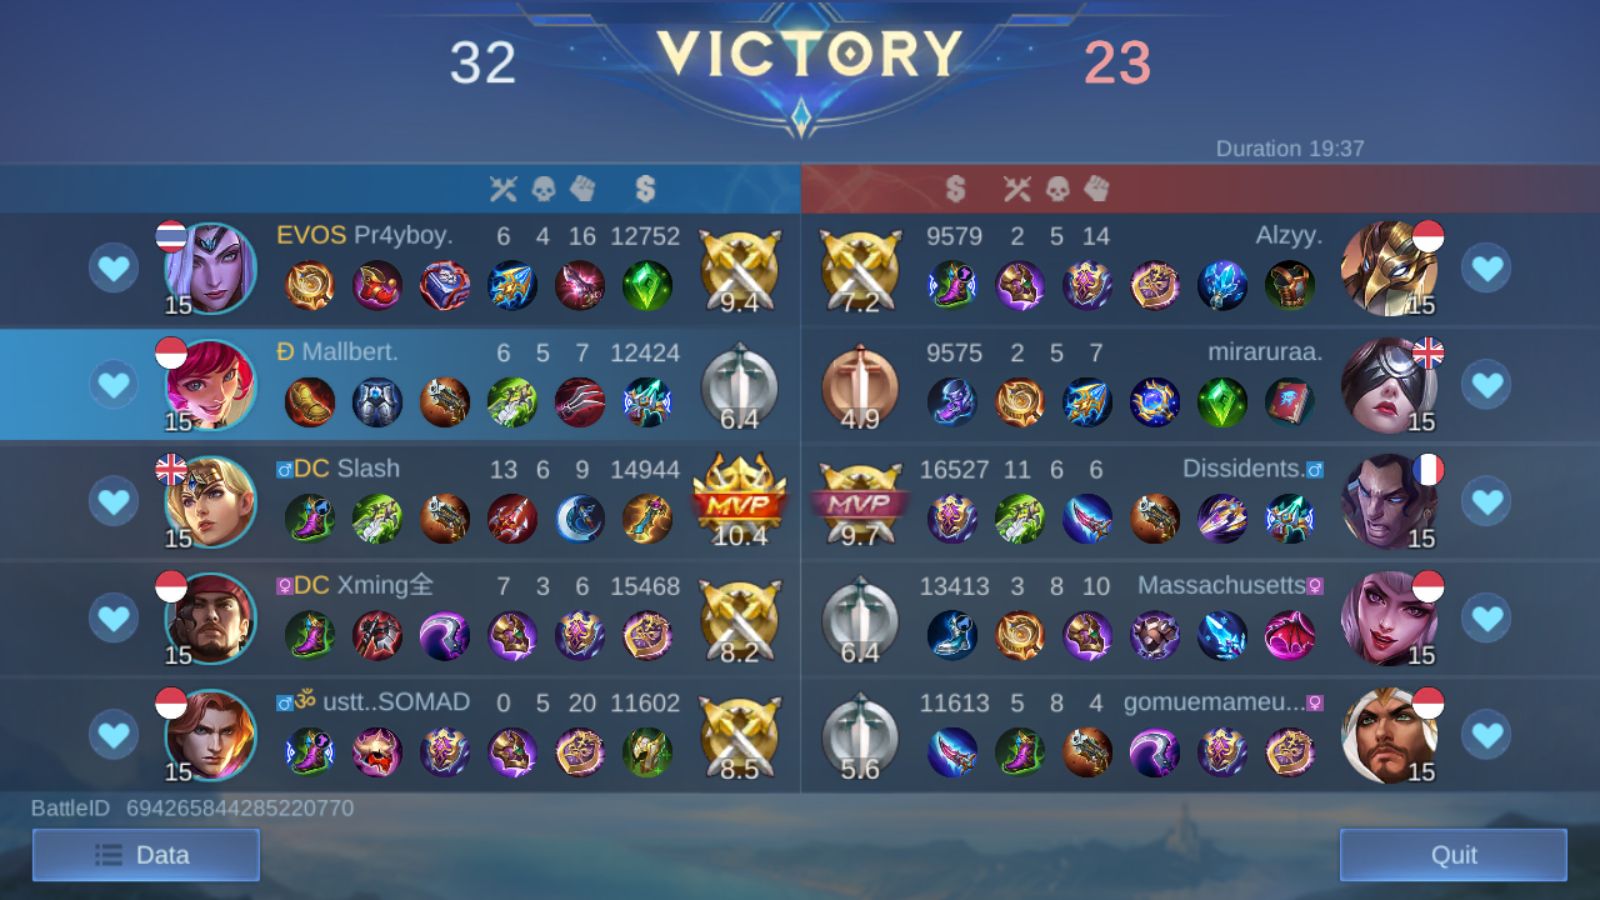 32 VICTORY 23
Duration 19:37
EVOS Pr4yboy. 6 4 16 12752 9.4 15
7.2 9579 2 5 14 Alzyy. 15
Đ Mallbert. 6 5 7 12424 6.4 15
4.9 9575 2 5 7 miraruraa. 15
♂DC Slash 13 6 9 14944 MVP 10.4 15
MVP 9.7 16527 11 6 6 Dissidents.♂ 15
♀DC Xming全 7 3 6 15468 8.2 15
6.4 13413 3 8 10 Massachusetts♀ 15
♂ॐ ustt..SOMAD 0 5 20 11602 8.5 15
5.6 11613 5 8 4 gomuemameu...♀ 15
BattleID 694265844285220770
Data
Quit